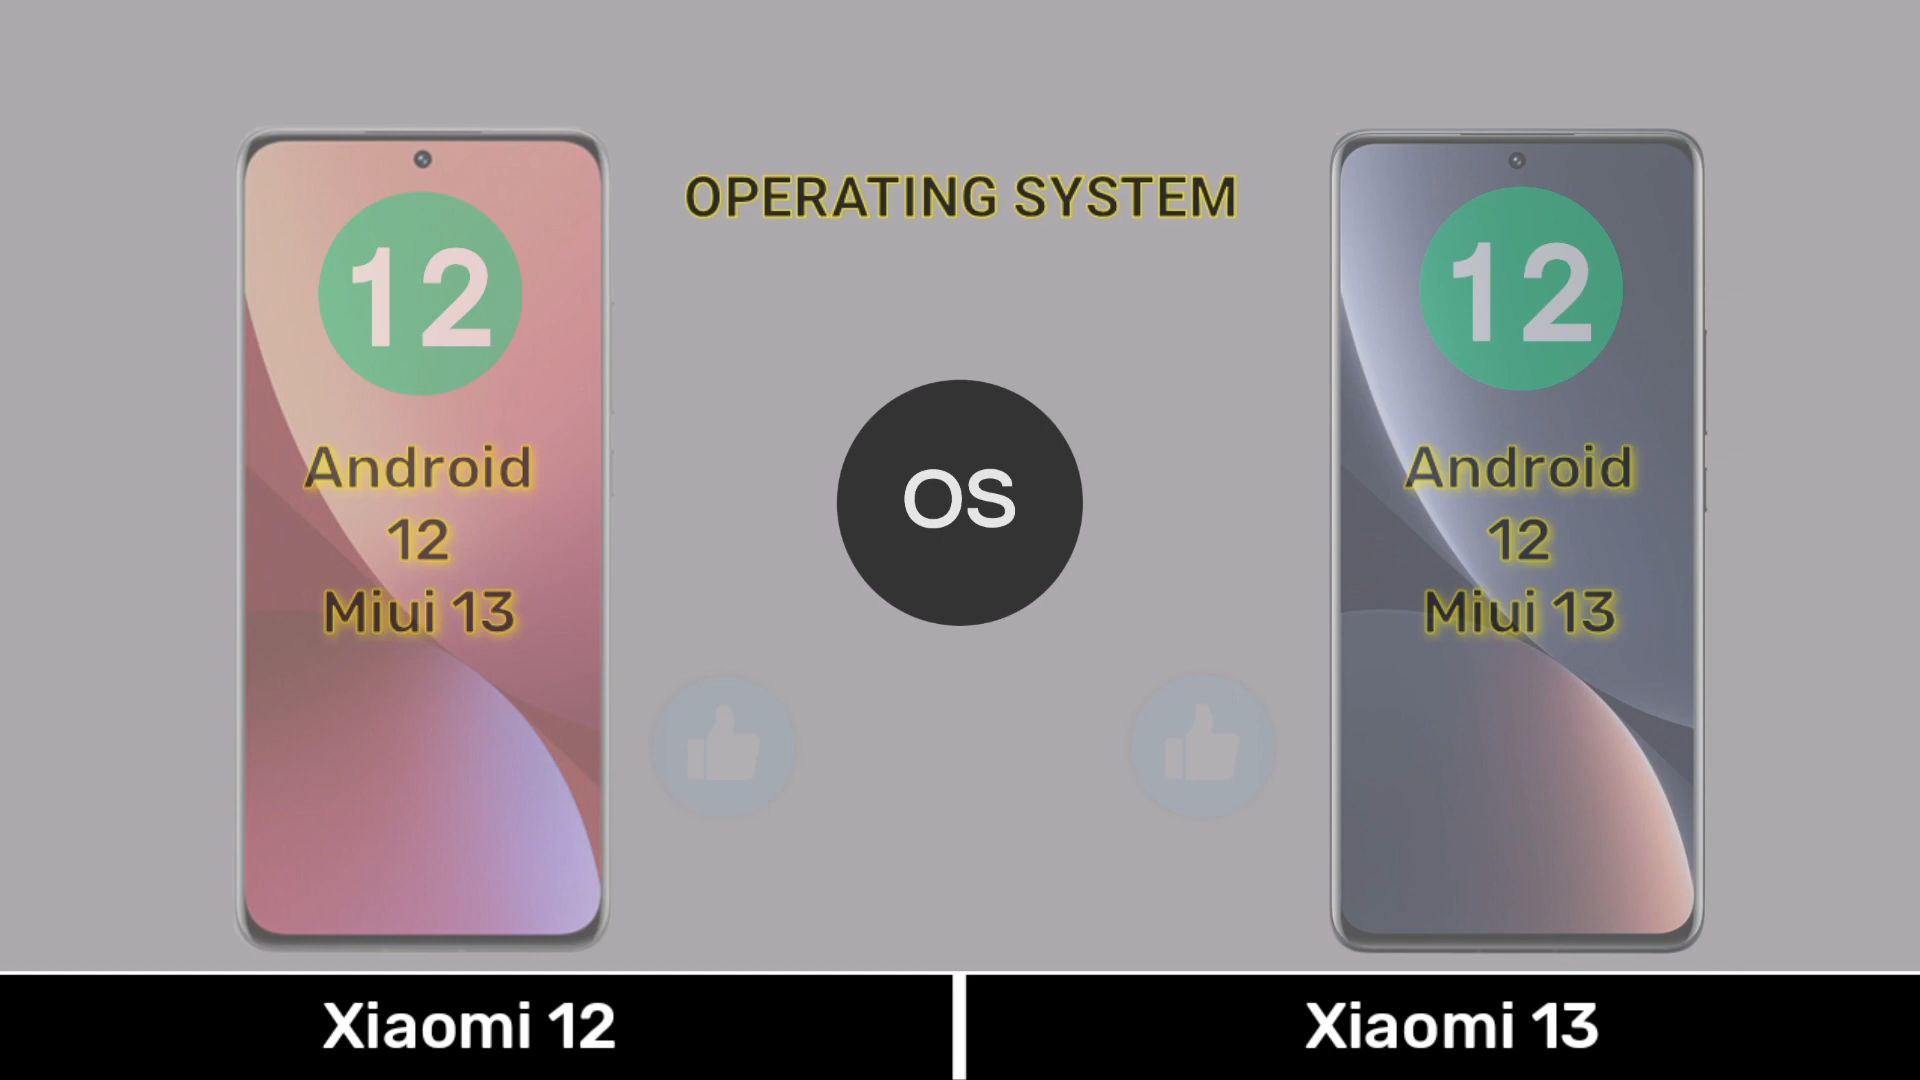 OPERATING SYSTEM
12
Android
12
Miui 13
OS
12
Android
12
Miui 13
Xiaomi 12
Xiaomi 13